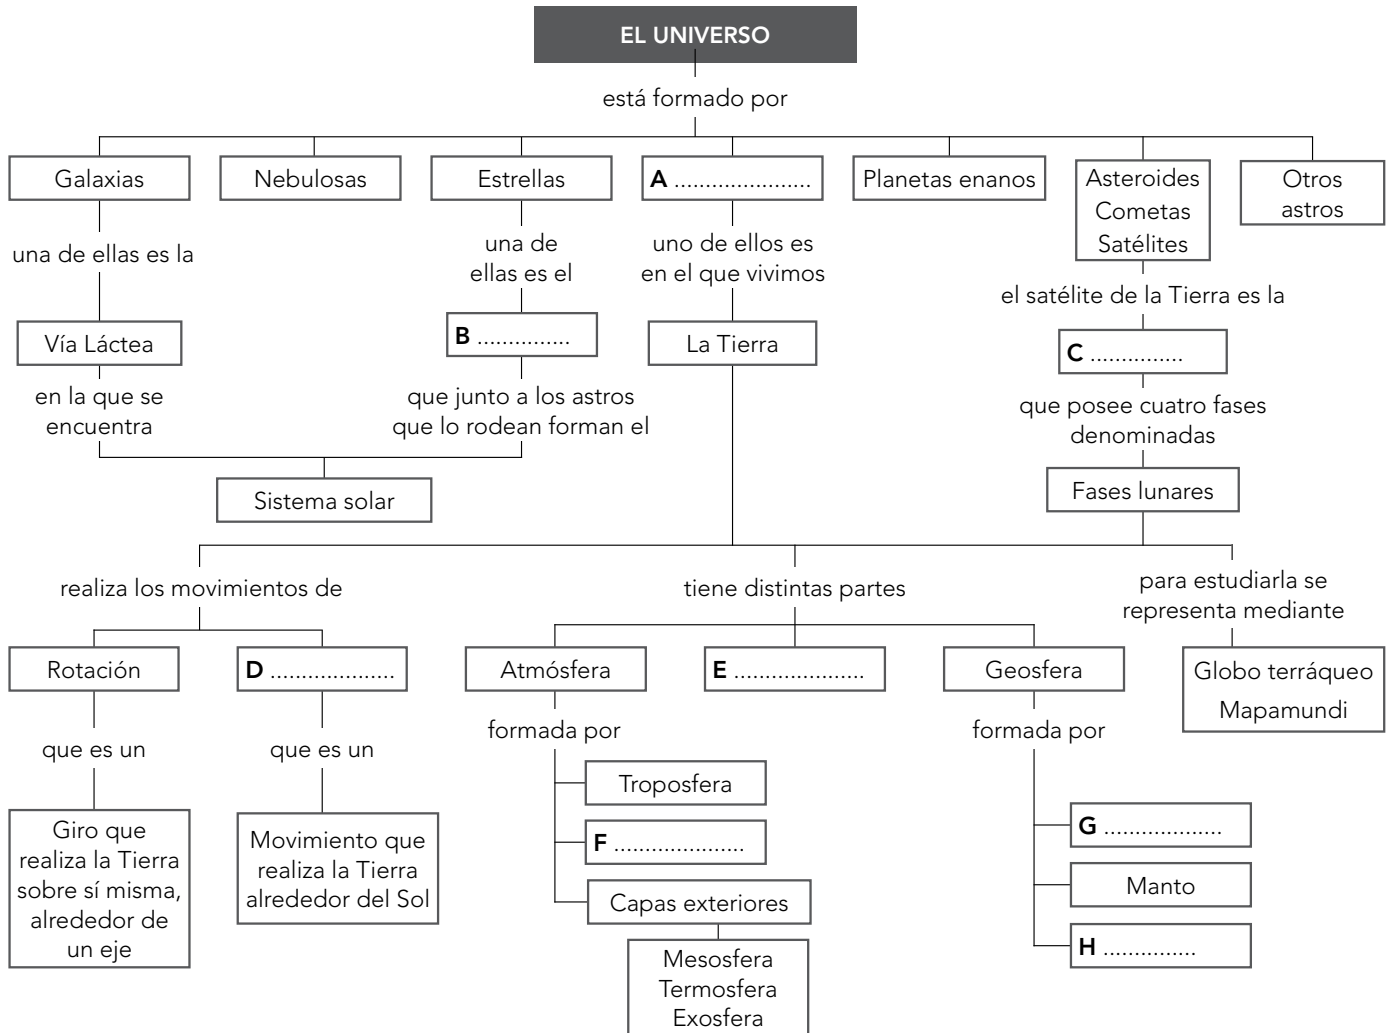 EL UNIVERSO
está formado por
Galaxias
Nebulosas
Estrellas
A ......................
Planetas enanos
Asteroides
Cometas
Satélites
Otros
astros
una de ellas es la
una de
ellas es el
uno de ellos es
en el que vivimos
el satélite de la Tierra es la
Vía Láctea
B ...............
La Tierra
C ...............
en la que se
encuentra
que junto a los astros
que lo rodean forman el
que posee cuatro fases
denominadas
Sistema solar
Fases lunares
realiza los movimientos de
tiene distintas partes
para estudiarla se
representa mediante
Rotación
D ....................
Atmósfera
E .....................
Geosfera
Globo terráqueo
Mapamundi
que es un
que es un
formada por
formada por
Giro que
realiza la Tierra
sobre sí misma,
alrededor de
un eje
Movimiento que
realiza la Tierra
alrededor del Sol
Troposfera
F .....................
Capas exteriores
Mesosfera
Termosfera
Exosfera
G ...................
Manto
H ...............